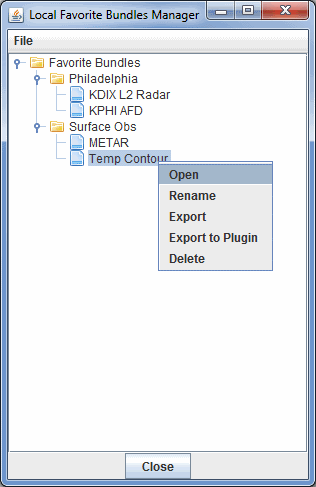 Local Favorite Bundles Manager
File
Favorite Bundles
Philadelphia
KDIX L2 Radar
KPHI AFD
Surface Obs
METAR
Temp Contour
Open
Rename
Export
Export to Plugin
Delete
Close